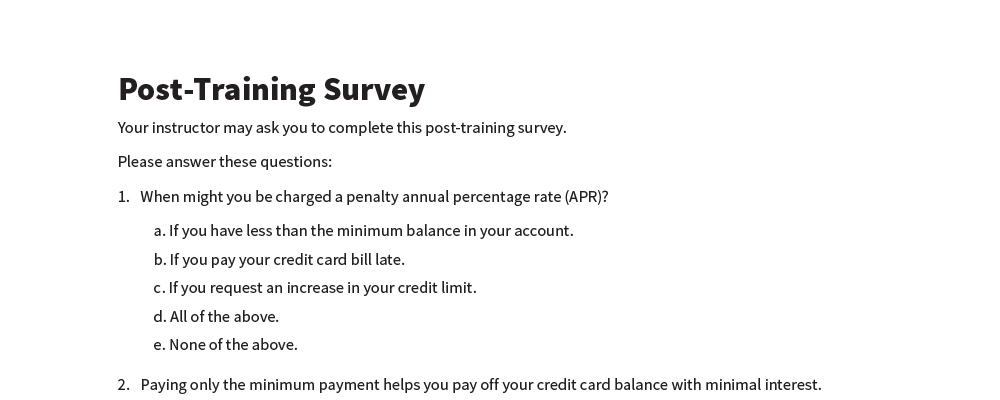 Post-Training Survey
Your instructor may ask you to complete this post-training survey.
Please answer these questions:
1. When might you be charged a penalty annual percentage rate (APR)?
a. If you have less than the minimum balance in your account.
b. If you pay your credit card bill late.
c. If you request an increase in your credit limit.
d. All of the above.
e. None of the above.
2. Paying only the minimum payment helps you pay off your credit card balance with minimal interest.